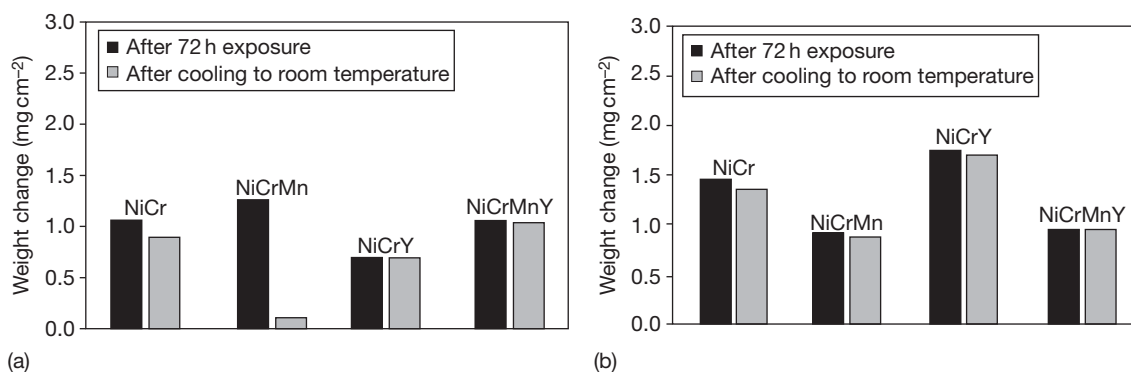 3.0
2.5
2.0
1.5
1.0
0.5
0.0
Weight change (mg cm−2)
After 72 h exposure
After cooling to room temperature
NiCr
NiCrMn
NiCrY
NiCrMnY
(a)
3.0
2.5
2.0
1.5
1.0
0.5
0.0
Weight change (mg cm−2)
After 72 h exposure
After cooling to room temperature
NiCr
NiCrMn
NiCrY
NiCrMnY
(b)